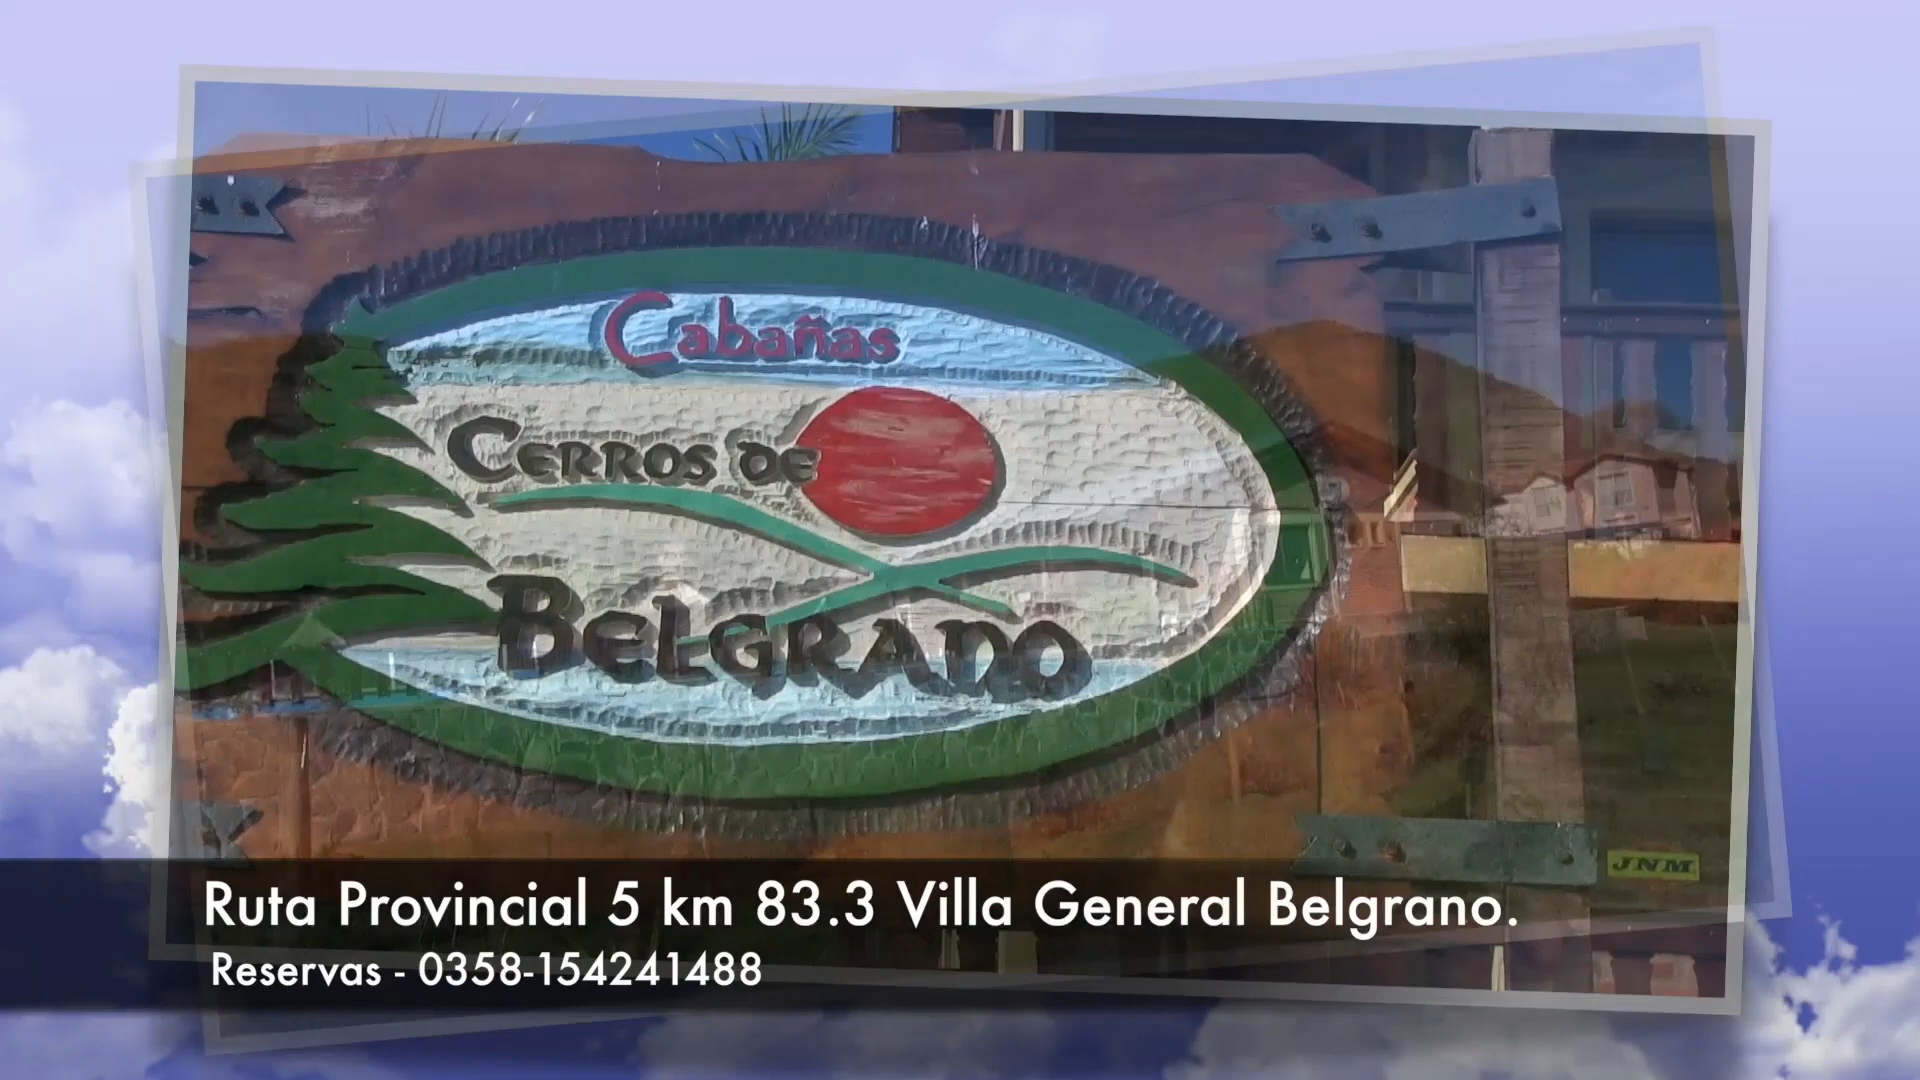 Cabañas
CERROS DE
BELGRANO
JNM
Ruta Provincial 5 km 83.3 Villa General Belgrano.
Reservas - 0358-154241488